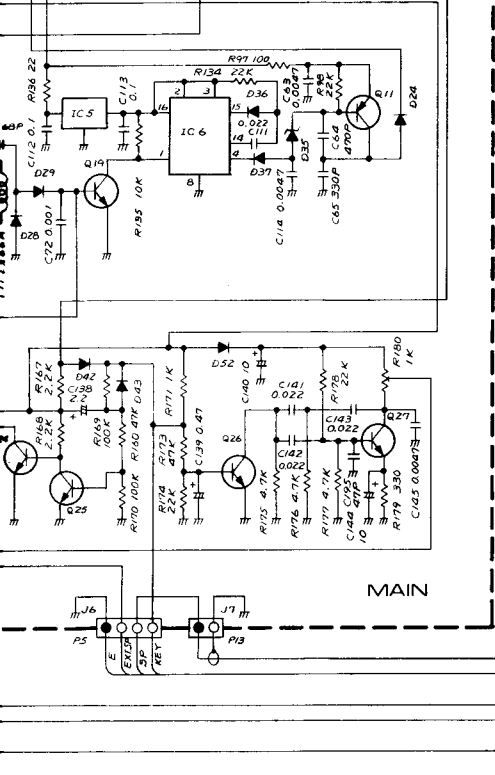 R97 100
R134 22K
R136 22
C113
0.1
C63
0.0047
R98
22K
Q11
D24
D36
16
2
3
15
IC 5
IC 6
0.022
14
C111
4
D37
D35
C64
470P
C112 0.1
68P
Q19
1
8
D29
R135 10K
C114 0.0047
C65 330P
D28
C72 0.001
R180
1K
D52
R167
2.2K
D42
C138
2.2
D43
R171 1K
C140 10
C141
0.022
R178
22K
C143
0.022
Q27
R168
2.2K
R169
100K
R160 47K
R173
47K
C139 0.47
Q26
C142
0.022
C145 0.0047
Q25
R170 100K
R174
22K
R175 4.7K
R176 4.7K
R177 4.7K
C195
47P
C144
10
R179 330
MAIN
J6
J7
P5
P13
E
EXTSP
SP
KEY